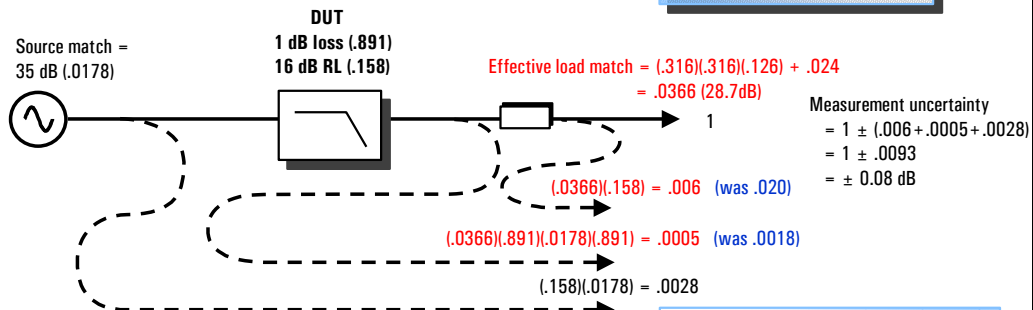 DUT
1 dB loss (.891)
16 dB RL (.158)
Source match =
35 dB (.0178)
Effective load match = (.316)(.316)(.126) + .024
= .0366 (28.7dB)
1
Measurement uncertainty
= 1 ± (.006+.0005+.0028)
= 1 ± .0093
= ± 0.08 dB
(.0366)(.158) = .006 (was .020)
(.0366)(.891)(.0178)(.891) = .0005 (was .0018)
(.158)(.0178) = .0028